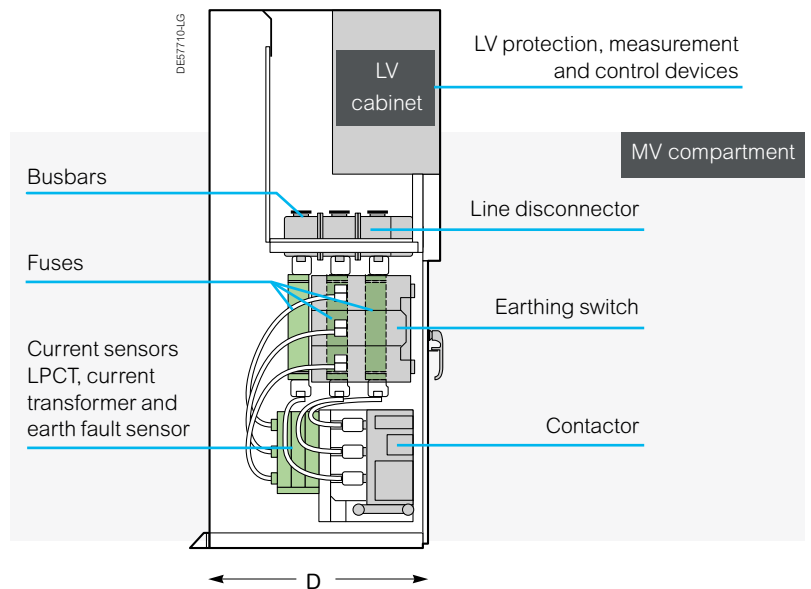 DE57710-LG
LV
cabinet
LV protection, measurement
and control devices
MV compartment
Busbars
Line disconnector
Fuses
Earthing switch
Current sensors
LPCT, current
transformer and
earth fault sensor
Contactor
D